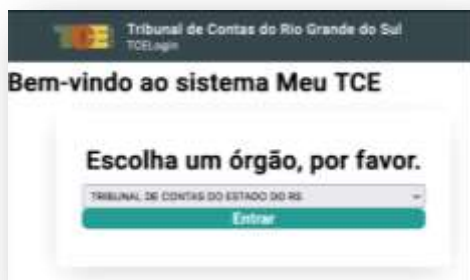 TCE
Tribunal de Contas do Rio Grande do Sul
TCELogin
Bem-vindo ao sistema Meu TCE
Escolha um órgão, por favor.
TRIBUNAL DE CONTAS DO ESTADO DO RS
Entrar